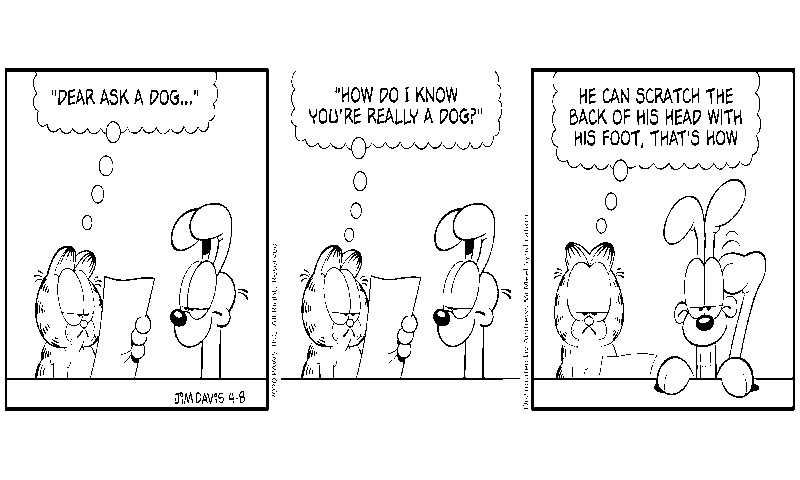 "DEAR ASK A DOG..."
JIM DAVIS 4-8
"HOW DO I KNOW
YOU'RE REALLY A DOG?"
HE CAN SCRATCH THE
BACK OF HIS HEAD WITH
HIS FOOT, THAT'S HOW